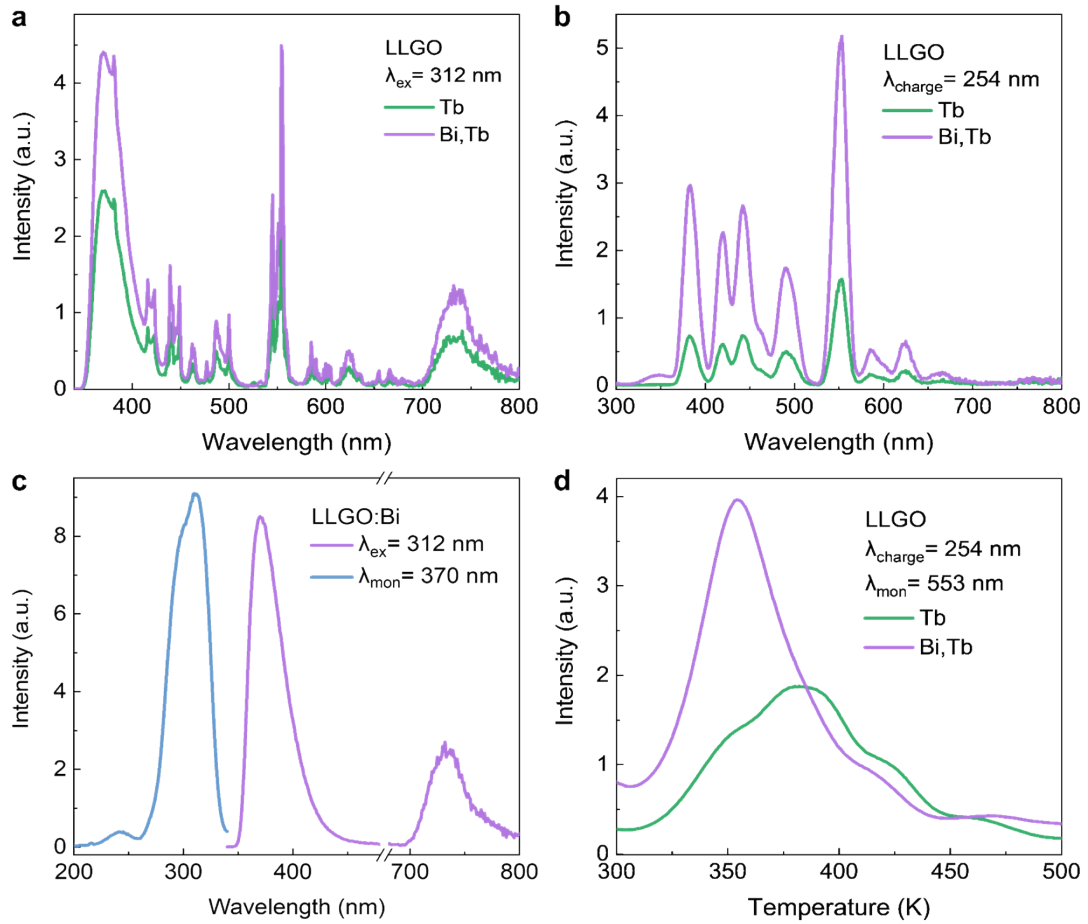 a
LLGO
λex= 312 nm
Tb
Bi,Tb
Intensity (a.u.)
4
3
2
1
0
400 500 600 700 800
Wavelength (nm)
b
LLGO
λcharge= 254 nm
Tb
Bi,Tb
Intensity (a.u.)
5
4
3
2
1
0
300 400 500 600 700 800
Wavelength (nm)
c
LLGO:Bi
λex= 312 nm
λmon= 370 nm
Intensity (a.u.)
8
6
4
2
0
200 300 400 700 800
Wavelength (nm)
d
LLGO
λcharge= 254 nm
λmon= 553 nm
Tb
Bi,Tb
Intensity (a.u.)
4
3
2
1
0
300 350 400 450 500
Temperature (K)